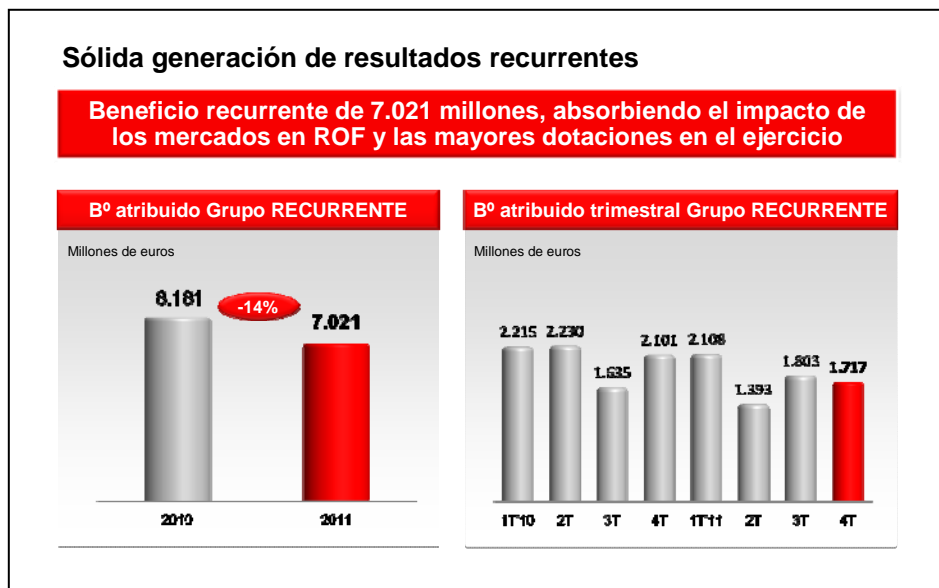 Sólida generación de resultados recurrentes
Beneficio recurrente de 7.021 millones, absorbiendo el impacto de
los mercados en ROF y las mayores dotaciones en el ejercicio
Bº atribuido Grupo RECURRENTE
Millones de euros
8.181
-14%
7.021
2010
2011
Bº atribuido trimestral Grupo RECURRENTE
Millones de euros
2.215 2.230 1.635 2.101 2.108 1.393 1.803 1.717
1T'10 2T 3T 4T 1T'11 2T 3T 4T